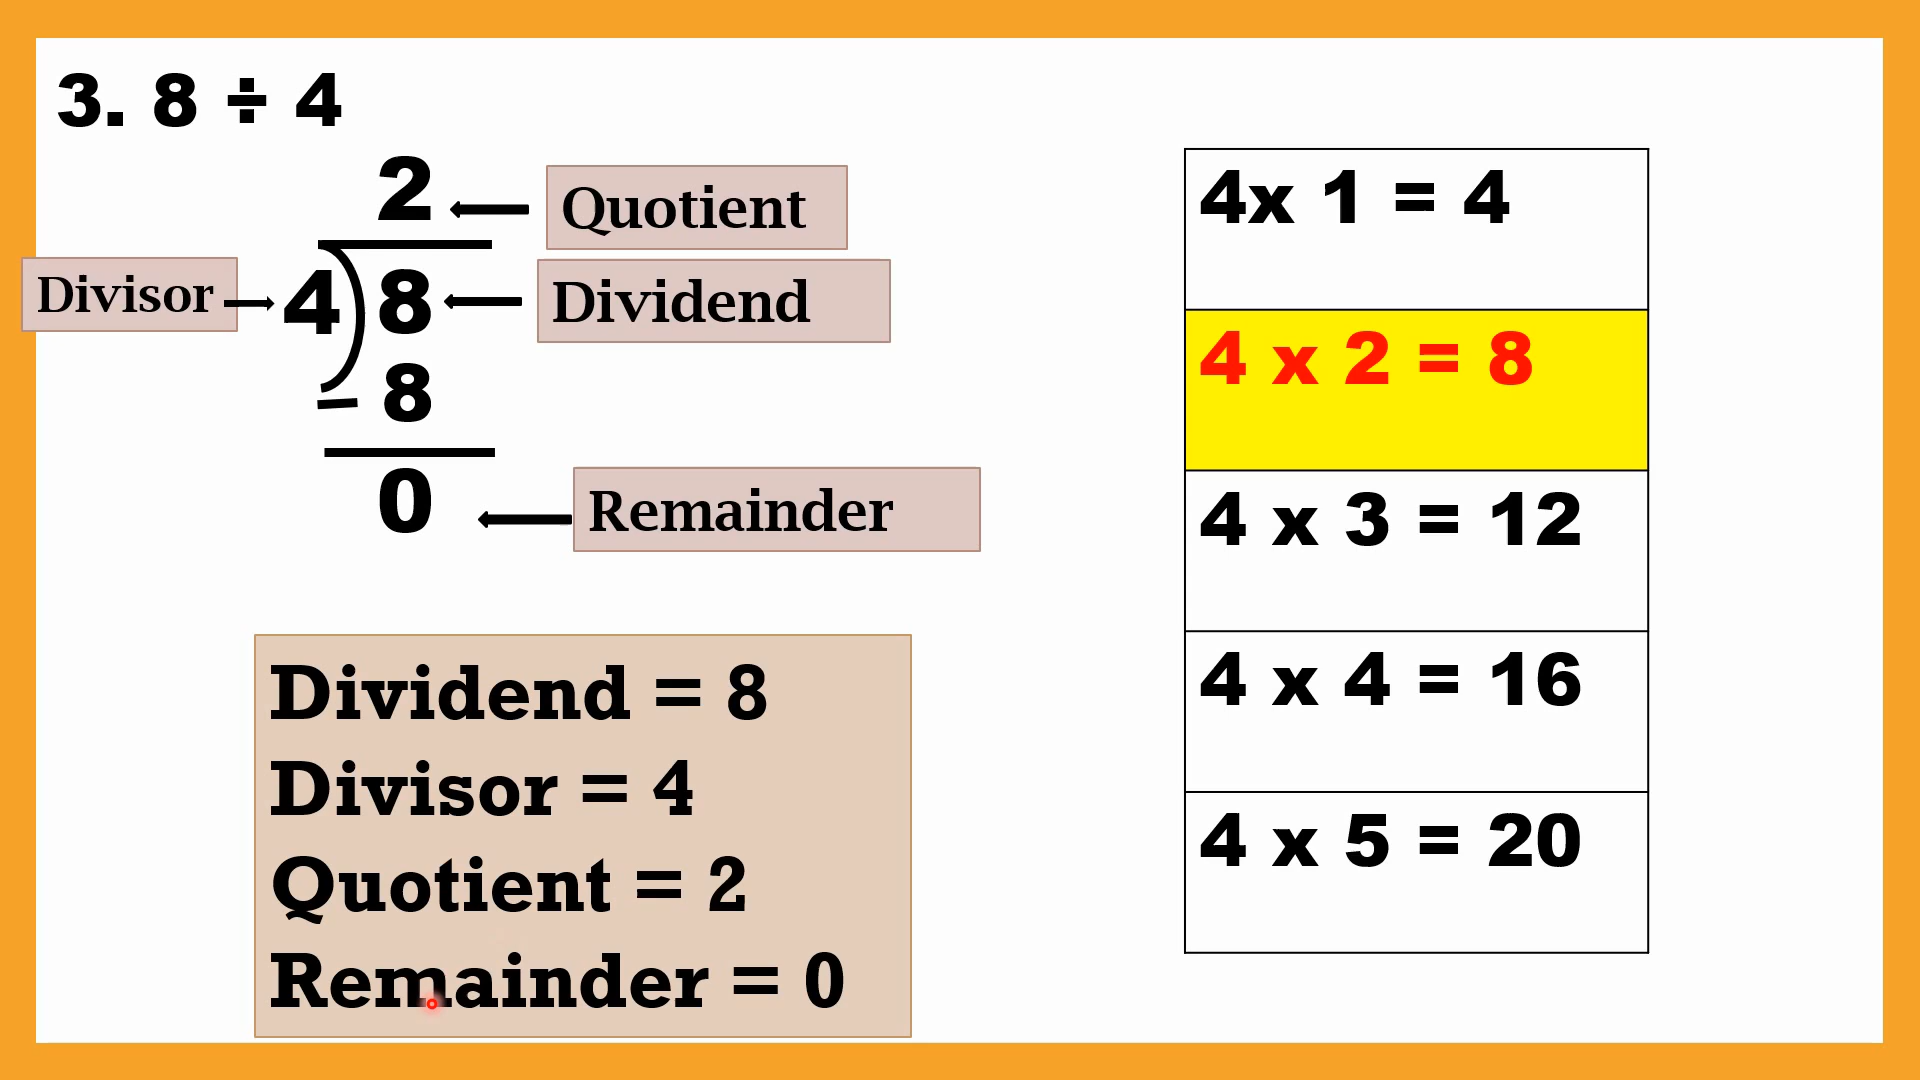 3. 8 ÷ 4
2
Quotient
Divisor
4 8
Dividend
– 8
0
Remainder
Dividend = 8
Divisor = 4
Quotient = 2
Remainder = 0
4x 1 = 4
4 x 2 = 8
4 x 3 = 12
4 x 4 = 16
4 x 5 = 20